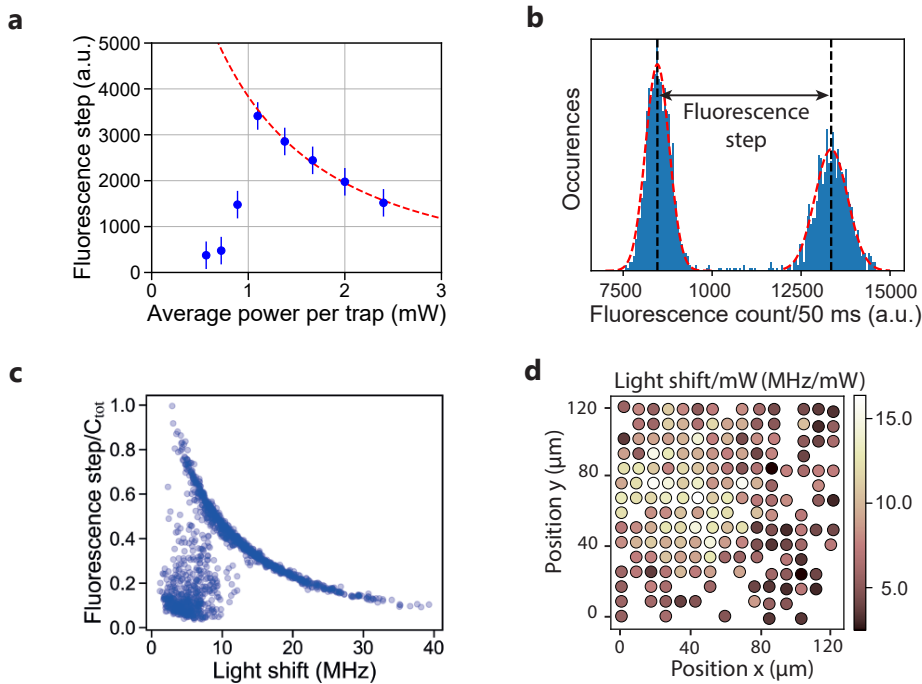 a
Fluorescence step (a.u.)
5000
4000
3000
2000
1000
0
0 1 2 3
Average power per trap (mW)
b
Occurences
Fluorescence
step
7500 1000 12500 15000
Fluorescence count/50 ms (a.u.)
c
Fluorescence step/Ctot
1.0
0.8
0.6
0.4
0.2
0.0
0 10 20 30 40
Light shift (MHz)
d
Light shift/mW (MHz/mW)
Position y (μm)
120
80
40
0
0 40 80 120
Position x (μm)
15.0
10.0
5.0